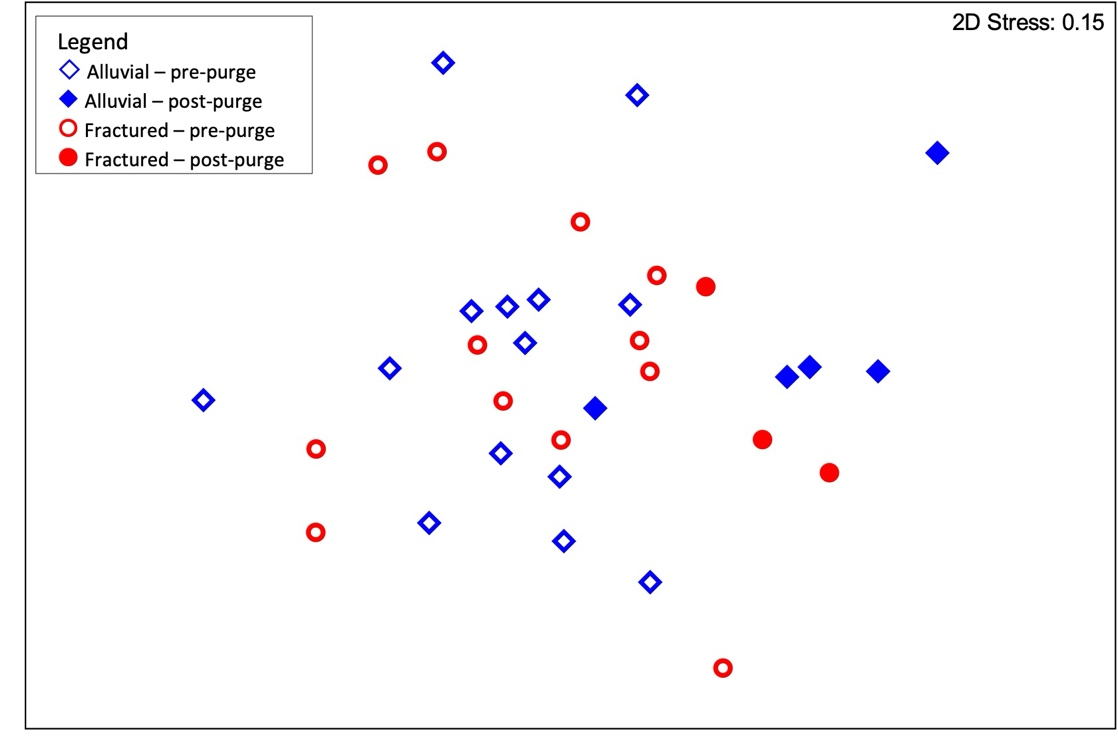 2D Stress: 0.15
Legend
Alluvial – pre-purge
Alluvial – post-purge
Fractured – pre-purge
Fractured – post-purge